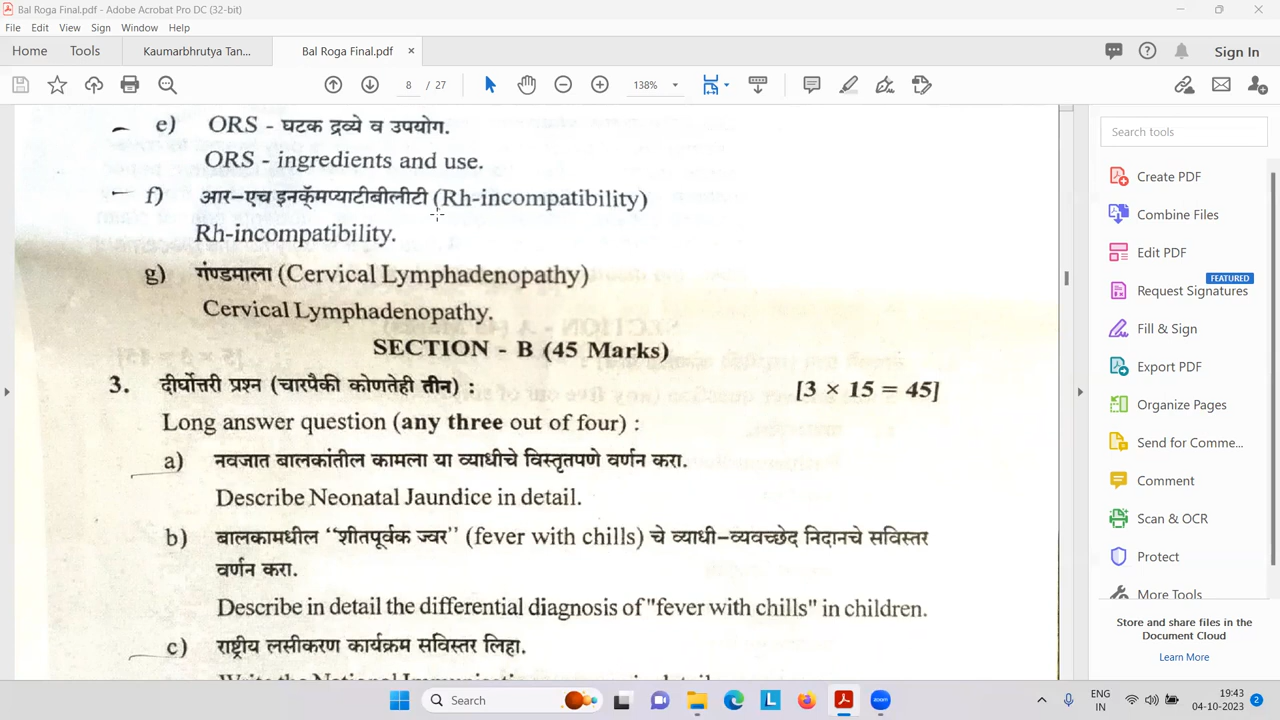 Bal Roga Final.pdf - Adobe Acrobat Pro DC (32-bit)
File Edit View Sign Window Help
Home Tools Kaumarbhrutya Tan... Bal Roga Final.pdf × Sign In
8 / 27 138%
e) ORS - घटक द्रव्ये व उपयोग.
ORS - ingredients and use.
f) आर-एच इनकॅमप्याटीबीलीटी (Rh-incompatibility)
Rh-incompatibility.
g) गंण्डमाला (Cervical Lymphadenopathy)
Cervical Lymphadenopathy.
SECTION - B (45 Marks)
3. दीर्घोत्तरी प्रश्न (चारपैकी कोणतेही तीन) : [3 × 15 = 45]
Long answer question (any three out of four) :
a) नवजात बालकांतील कामला या व्याधीचे विस्तृतपणे वर्णन करा.
Describe Neonatal Jaundice in detail.
b) बालकामधील "शीतपूर्वक ज्वर" (fever with chills) चे व्याधी-व्यवच्छेद निदानचे सविस्तर
वर्णन करा.
Describe in detail the differential diagnosis of "fever with chills" in children.
c) राष्ट्रीय लसीकरण कार्यक्रम सविस्तर लिहा.
Search tools
Create PDF
Combine Files
Edit PDF
FEATURED
Request Signatures
Fill & Sign
Export PDF
Organize Pages
Send for Comme...
Comment
Scan & OCR
Protect
More Tools
Store and share files in the
Document Cloud
Learn More
Search
zoom
ENG
IN
19:43
04-10-2023
2